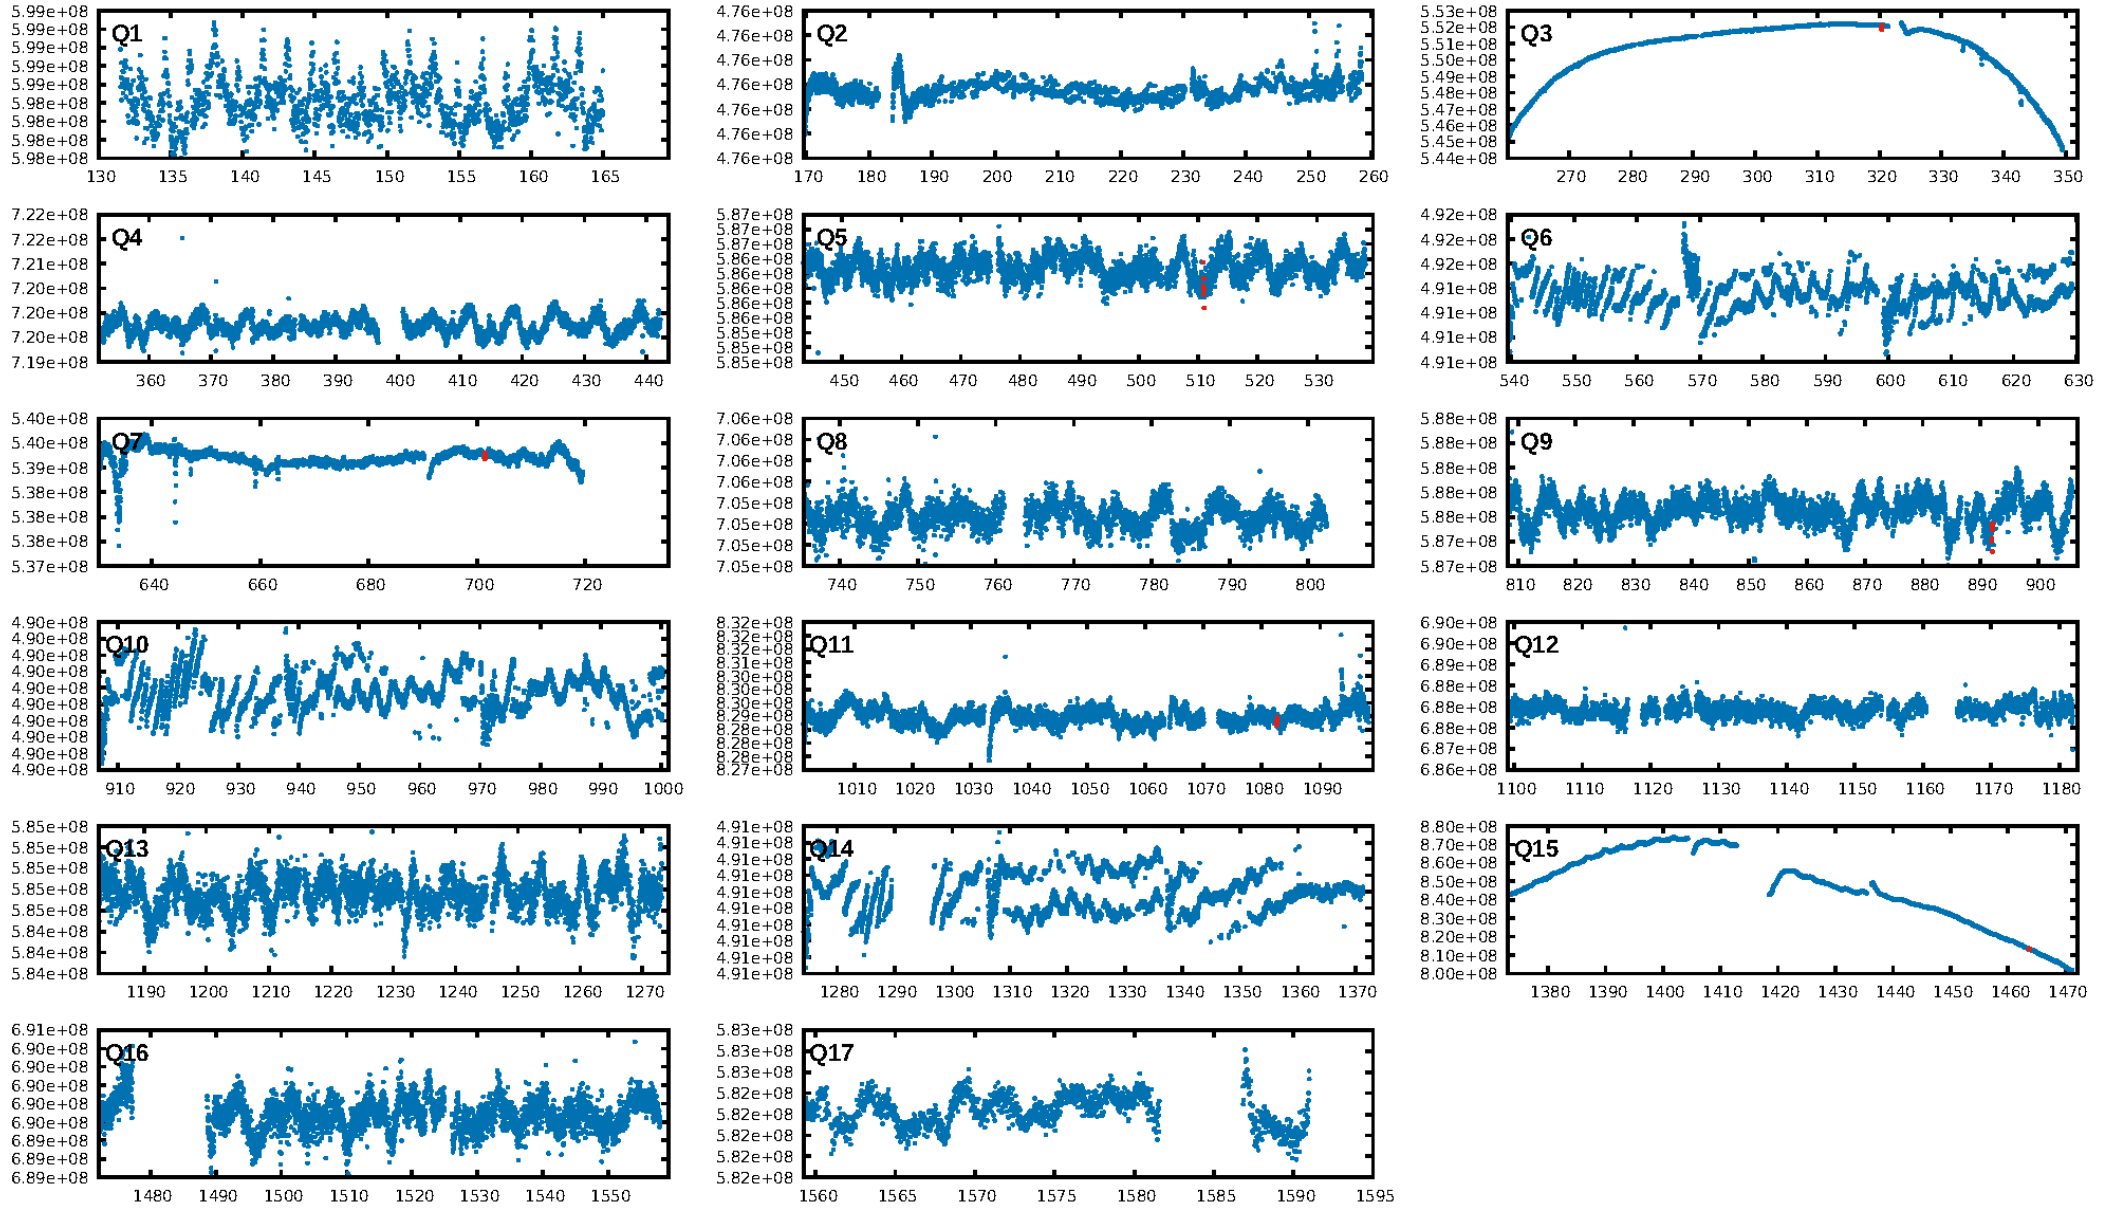 5.99e+08 5.99e+08 5.99e+08 5.99e+08 5.99e+08 5.98e+08 5.98e+08 5.98e+08 5.98e+08
Q1
130 135 140 145 150 155 160 165
4.76e+08 4.76e+08 4.76e+08 4.76e+08 4.76e+08 4.76e+08 4.76e+08
Q2
170 180 190 200 210 220 230 240 250 260
5.53e+08 5.52e+08 5.51e+08 5.50e+08 5.49e+08 5.48e+08 5.47e+08 5.46e+08 5.45e+08 5.44e+08
Q3
270 280 290 300 310 320 330 340 350
7.22e+08 7.22e+08 7.21e+08 7.20e+08 7.20e+08 7.20e+08 7.19e+08
Q4
360 370 380 390 400 410 420 430 440
5.87e+08 5.87e+08 5.87e+08 5.86e+08 5.86e+08 5.86e+08 5.86e+08 5.86e+08 5.85e+08 5.85e+08 5.85e+08
Q5
450 460 470 480 490 500 510 520 530
4.92e+08 4.92e+08 4.92e+08 4.91e+08 4.91e+08 4.91e+08 4.91e+08
Q6
540 550 560 570 580 590 600 610 620 630
5.40e+08 5.40e+08 5.39e+08 5.38e+08 5.38e+08 5.38e+08 5.37e+08
Q7
640 660 680 700 720
7.06e+08 7.06e+08 7.06e+08 7.06e+08 7.05e+08 7.05e+08 7.05e+08 7.05e+08
Q8
740 750 760 770 780 790 800
5.88e+08 5.88e+08 5.88e+08 5.88e+08 5.88e+08 5.87e+08 5.87e+08
Q9
810 820 830 840 850 860 870 880 890 900
4.90e+08 4.90e+08 4.90e+08 4.90e+08 4.90e+08 4.90e+08 4.90e+08 4.90e+08 4.90e+08 4.90e+08
Q10
910 920 930 940 950 960 970 980 990 1000
8.32e+08 8.32e+08 8.31e+08 8.31e+08 8.30e+08 8.30e+08 8.29e+08 8.29e+08 8.28e+08 8.28e+08 8.27e+08 8.27e+08
Q11
1010 1020 1030 1040 1050 1060 1070 1080 1090
6.90e+08 6.90e+08 6.89e+08 6.88e+08 6.88e+08 6.87e+08 6.86e+08
Q12
1100 1110 1120 1130 1140 1150 1160 1170 1180
5.85e+08 5.85e+08 5.85e+08 5.85e+08 5.85e+08 5.84e+08 5.84e+08 5.84e+08
Q13
1190 1200 1210 1220 1230 1240 1250 1260 1270
4.91e+08 4.91e+08 4.91e+08 4.91e+08 4.91e+08 4.91e+08 4.91e+08 4.91e+08 4.91e+08 4.91e+08
Q14
1280 1290 1300 1310 1320 1330 1340 1350 1360 1370
8.80e+08 8.70e+08 8.60e+08 8.50e+08 8.40e+08 8.30e+08 8.20e+08 8.10e+08 8.00e+08
Q15
1380 1390 1400 1410 1420 1430 1440 1450 1460 1470
6.91e+08 6.90e+08 6.90e+08 6.90e+08 6.90e+08 6.90e+08 6.89e+08 6.89e+08 6.89e+08
Q16
1480 1490 1500 1510 1520 1530 1540 1550
5.83e+08 5.83e+08 5.83e+08 5.82e+08 5.82e+08 5.82e+08 5.82e+08 5.82e+08
Q17
1560 1565 1570 1575 1580 1585 1590 1595